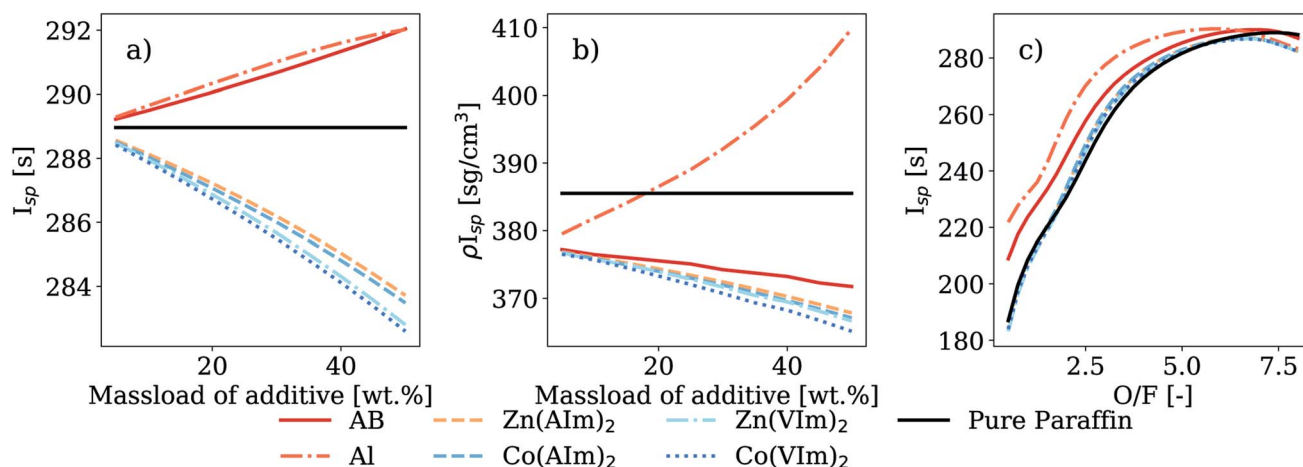 a)
292
290
288
286
284
I_sp [s]
20
40
Massload of additive [wt.%]
b)
410
400
390
380
370
ρI_sp [sg/cm³]
20
40
Massload of additive [wt.%]
c)
280
260
240
220
200
180
I_sp [s]
2.5
5.0
7.5
O/F [-]
AB
Zn(AIm)₂
Zn(VIm)₂
Pure Paraffin
Al
Co(AIm)₂
Co(VIm)₂